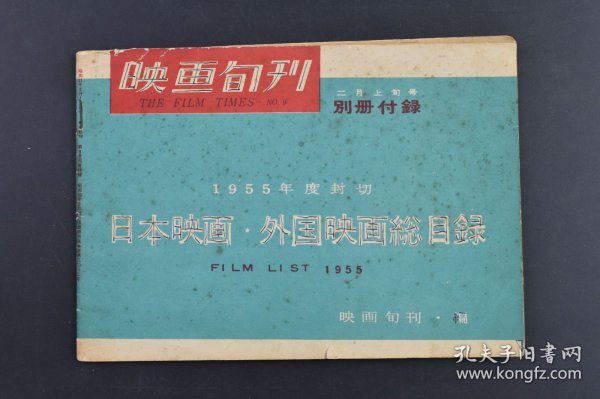 映画旬刊
THE FILM TIMES NO. 9
二月上旬号
別冊付録
1955年度封切
日本映画・外国映画総目録
FILM LIST 1955
映画旬刊・編
孔夫子旧书网
www.kongfz.com